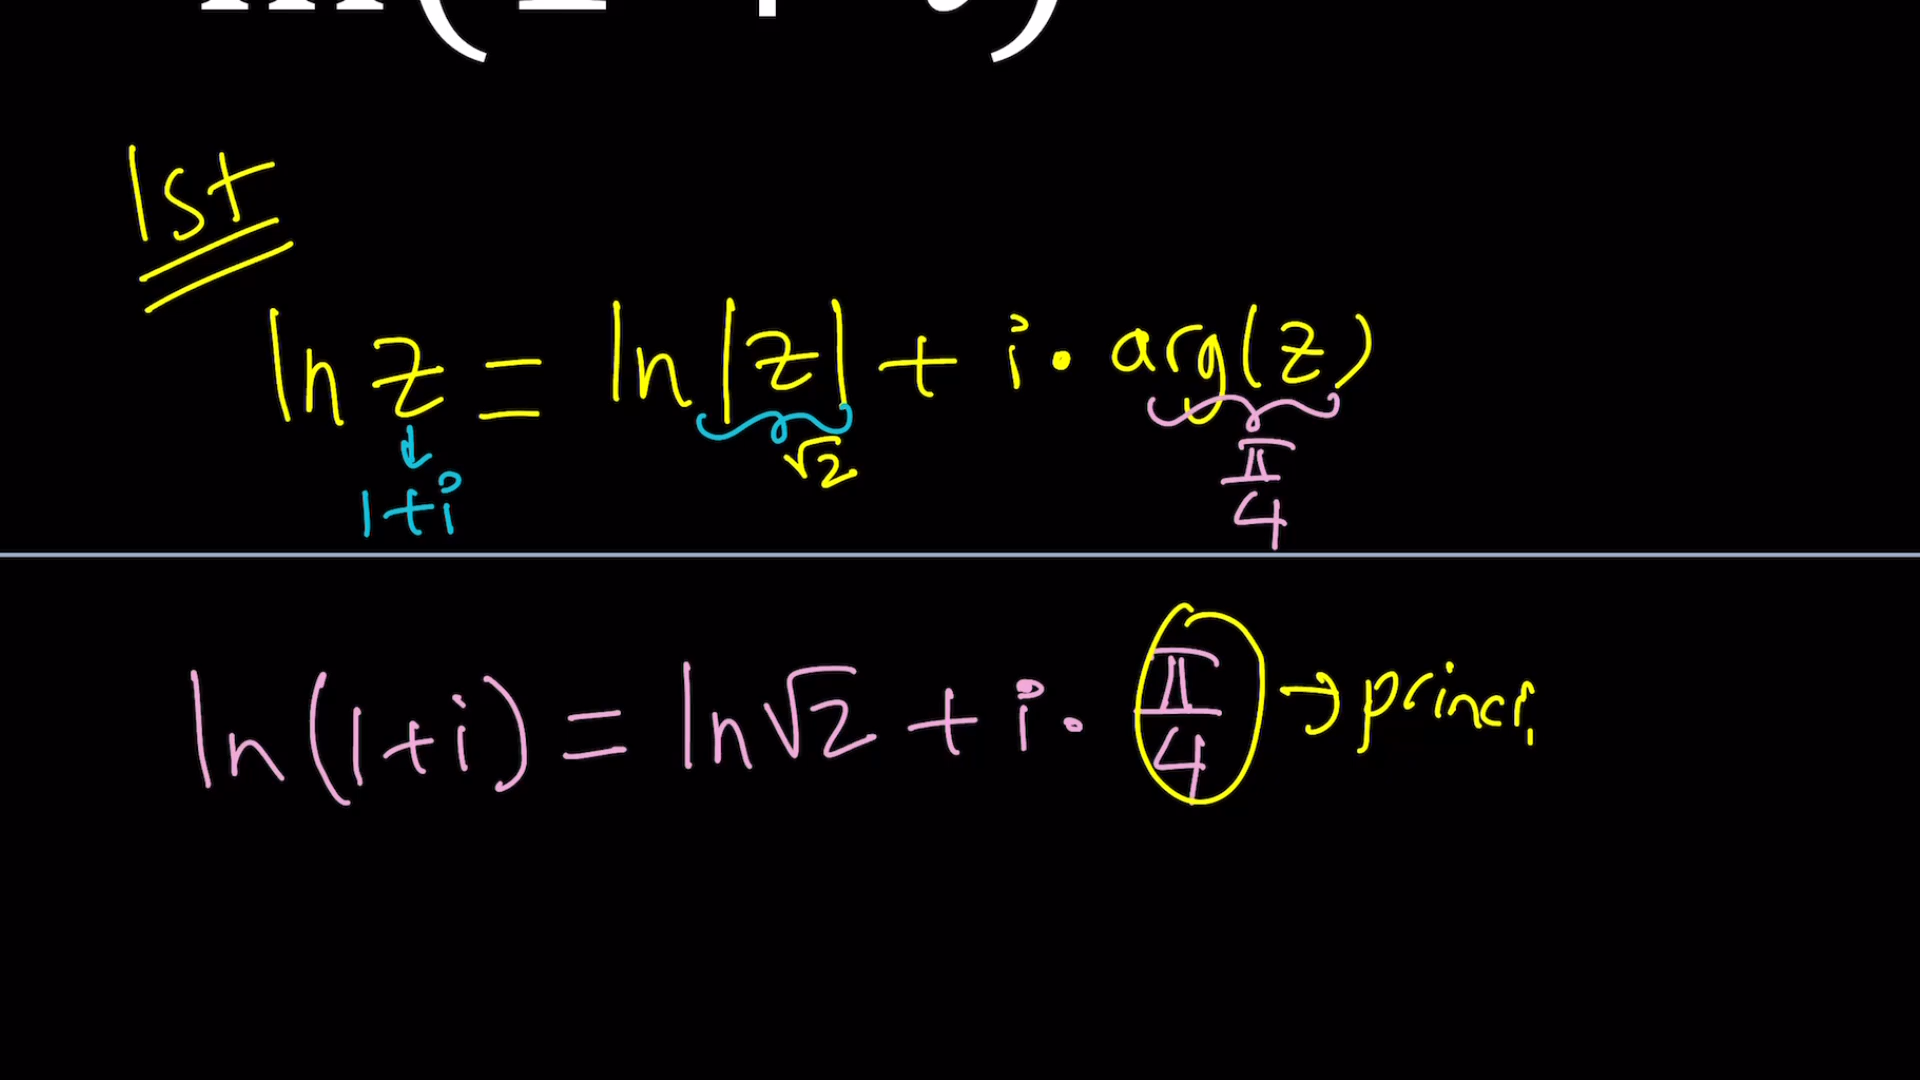 1st
ln z = ln|z| + i · arg(z)
√2
π/4
1+i
ln(1+i) = ln√2 + i · π/4 → princi